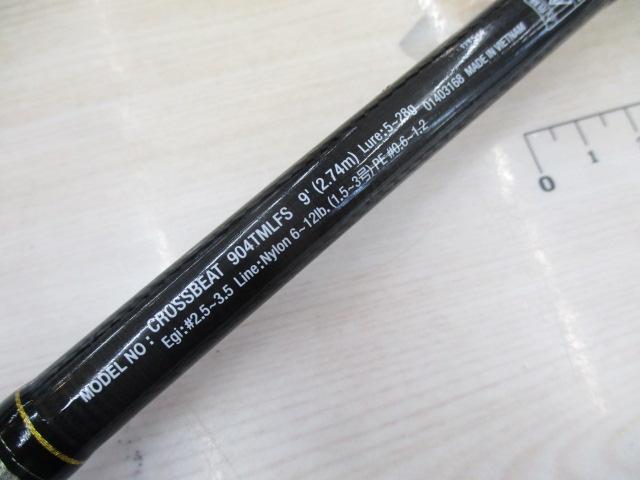 MODEL NO : CROSSBEAT 904TMLFS 9' (2.74m) Lure:5~28g 01403168 MADE IN VIETNAM
Egi:#2.5~3.5 Line:Nylon 6~12lb. (1.5~3号) PE #0.6~1.2
0 1